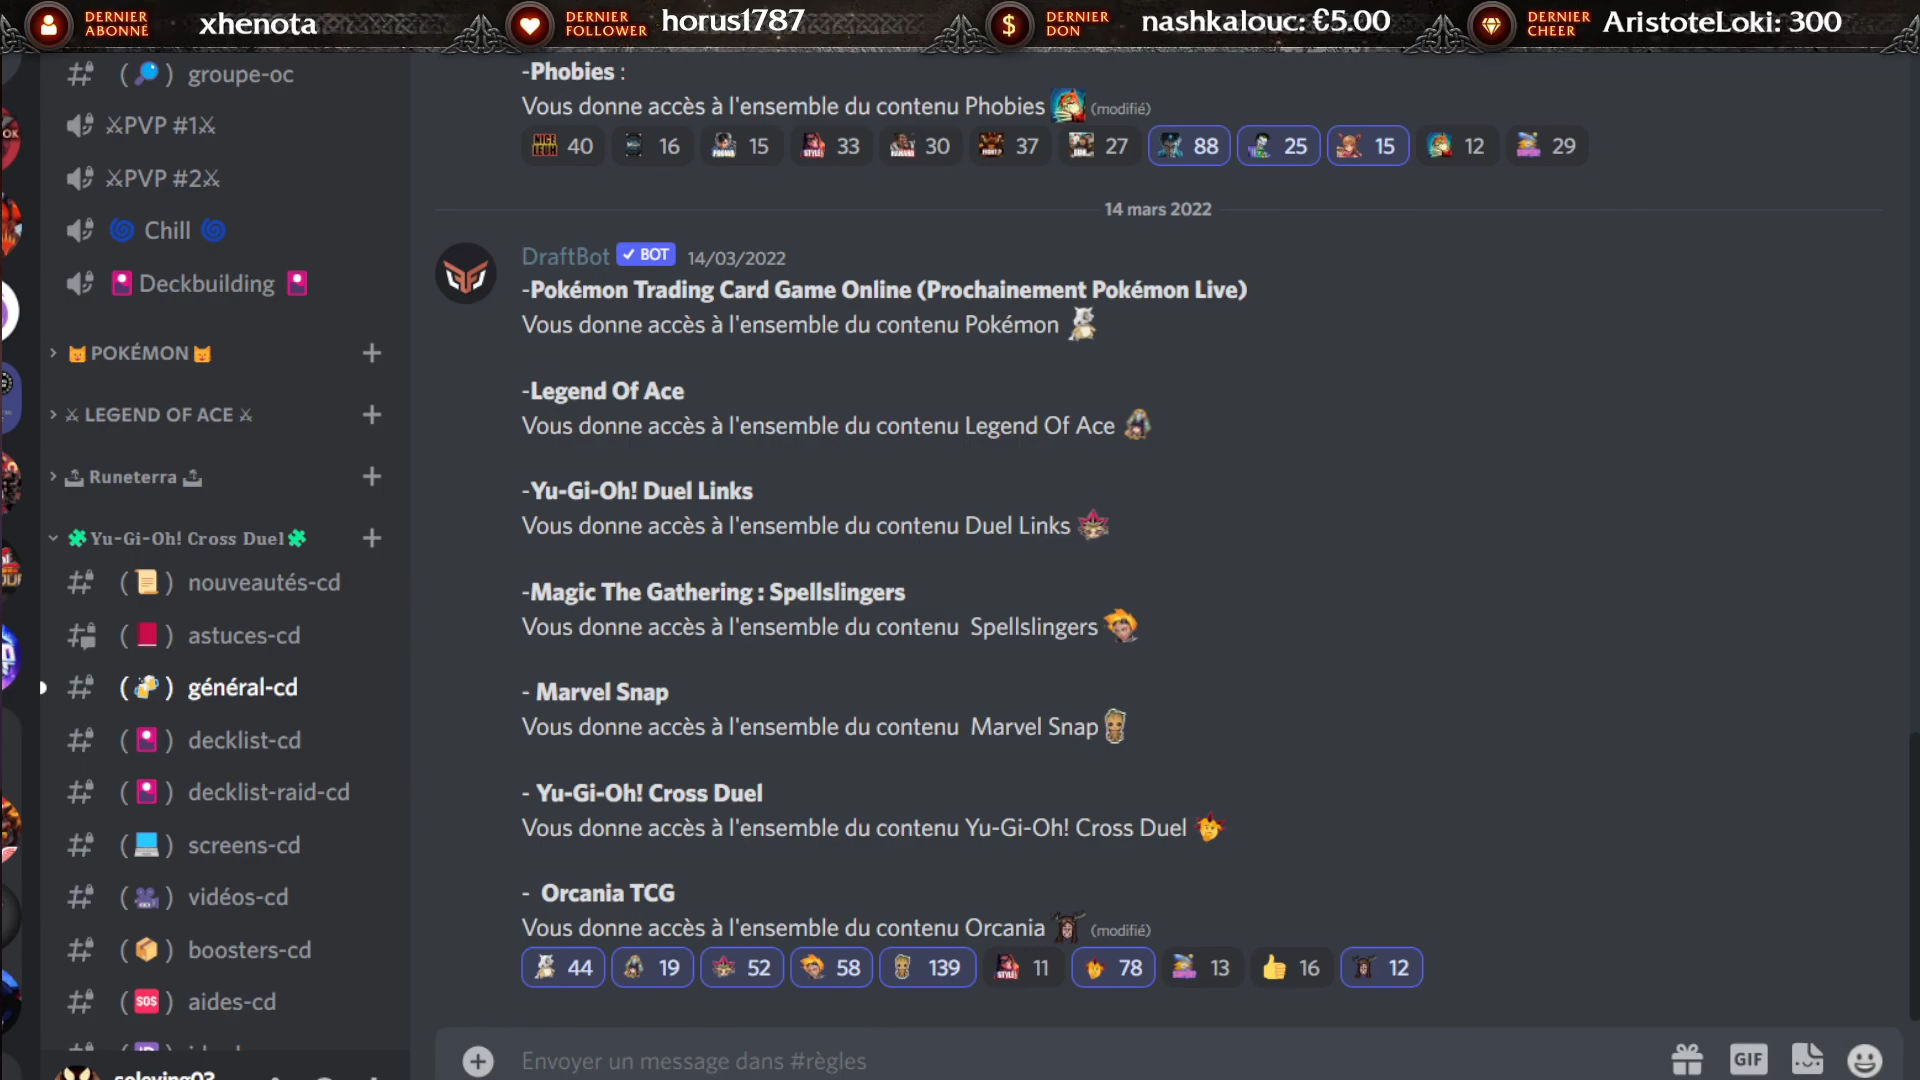 DERNIER ABONNÉ xhenota
DERNIER FOLLOWER horus1787
DERNIER DON nashkalouc: €5.00
DERNIER CHEER AristoteLoki: 300
( ) groupe-oc
⚔PVP #1⚔
⚔PVP #2⚔
Chill
Deckbuilding
POKÉMON
⚔ LEGEND OF ACE ⚔
Runeterra
Yu-Gi-Oh! Cross Duel
( ) nouveautés-cd
( ) astuces-cd
( ) général-cd
( ) decklist-cd
( ) decklist-raid-cd
( ) screens-cd
( ) vidéos-cd
( ) boosters-cd
( SOS ) aides-cd
-Phobies :
Vous donne accès à l'ensemble du contenu Phobies (modifié)
40 16 15 33 30 37 27 88 25 15 12 29
14 mars 2022
DraftBot ✓ BOT 14/03/2022
-Pokémon Trading Card Game Online (Prochainement Pokémon Live)
Vous donne accès à l'ensemble du contenu Pokémon
-Legend Of Ace
Vous donne accès à l'ensemble du contenu Legend Of Ace
-Yu-Gi-Oh! Duel Links
Vous donne accès à l'ensemble du contenu Duel Links
-Magic The Gathering : Spellslingers
Vous donne accès à l'ensemble du contenu Spellslingers
- Marvel Snap
Vous donne accès à l'ensemble du contenu Marvel Snap
- Yu-Gi-Oh! Cross Duel
Vous donne accès à l'ensemble du contenu Yu-Gi-Oh! Cross Duel
- Orcania TCG
Vous donne accès à l'ensemble du contenu Orcania (modifié)
44 19 52 58 139 11 78 13 16 12
Envoyer un message dans #règles
GIF